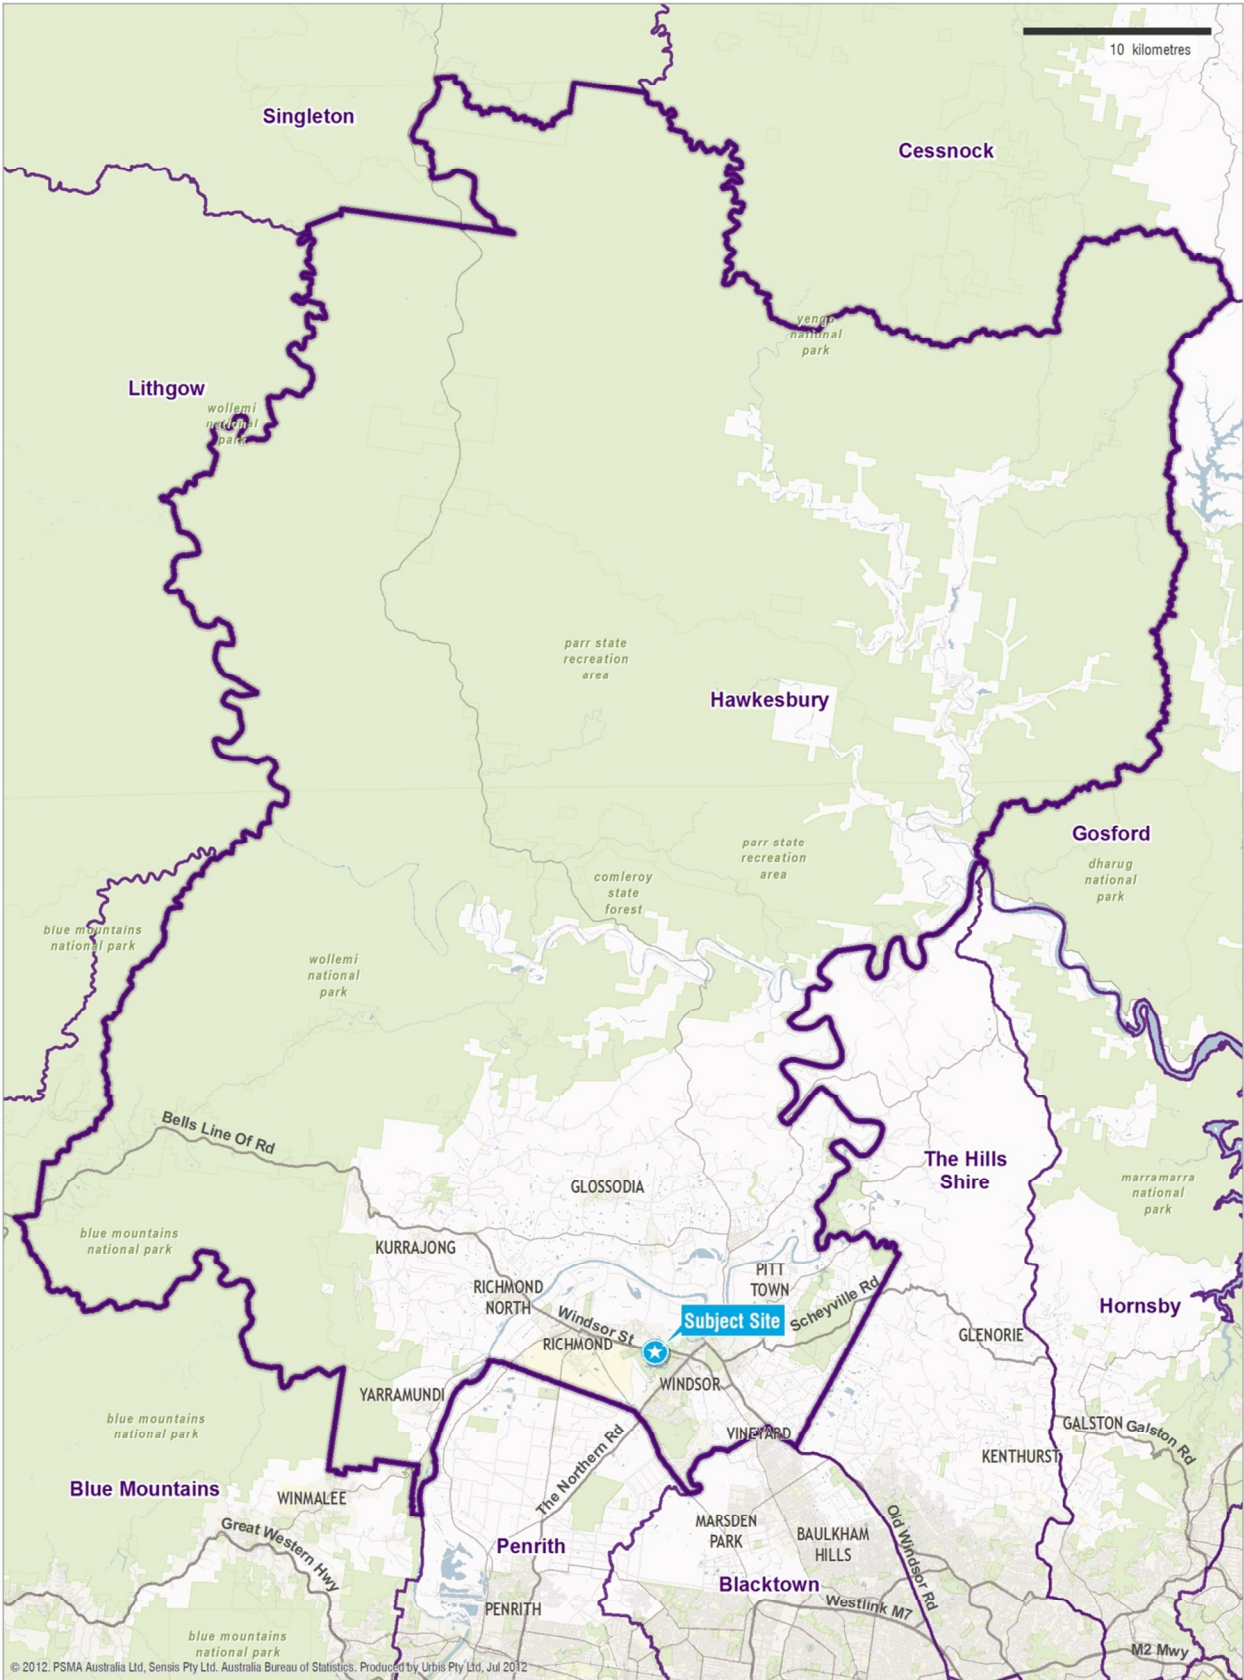 10 kilometres
Singleton
Cessnock
yengo
national
park
Lithgow
wollemi
national
park
parr state
recreation
area
Hawkesbury
Gosford
parr state
recreation
area
dharug
national
park
comleroy
state
forest
blue mountains
national park
wollemi
national
park
Bells Line Of Rd
The Hills
Shire
GLOSSODIA
marramarra
national
park
blue mountains
national park
KURRAJONG
PITT
TOWN
RICHMOND
NORTH
Scheyville Rd
Hornsby
Subject Site
Windsor St
RICHMOND
GLENORIE
WINDSOR
YARRAMUNDI
blue mountains
national park
VINEYARD
GALSTON
Galston Rd
The Northern Rd
KENTHURST
Blue Mountains
WINMALEE
MARSDEN
PARK
BAULKHAM
HILLS
Old Windsor Rd
Great Western Hwy
Penrith
Blacktown
Westlink M7
PENRITH
blue mountains
national park
M2 Mwy
© 2012. PSMA Australia Ltd, Sensis Pty Ltd. Australia Bureau of Statistics. Produced by Urbis Pty Ltd, Jul 2012